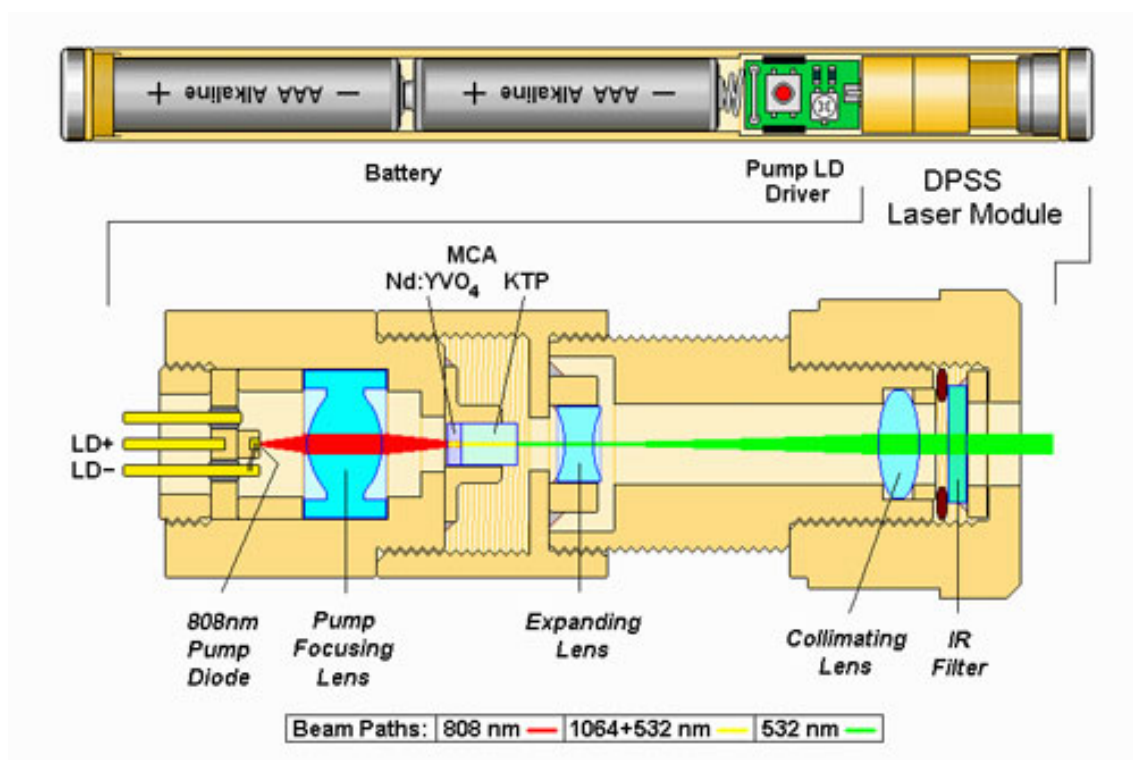 − AAA Alkaline +
− AAA Alkaline +
Battery
Pump LD
Driver
DPSS
Laser Module
MCA
Nd:YVO4 KTP
LD+
LD−
808nm
Pump
Diode
Pump
Focusing
Lens
Expanding
Lens
Collimating
Lens
IR
Filter
Beam Paths: 808 nm 1064+532 nm 532 nm